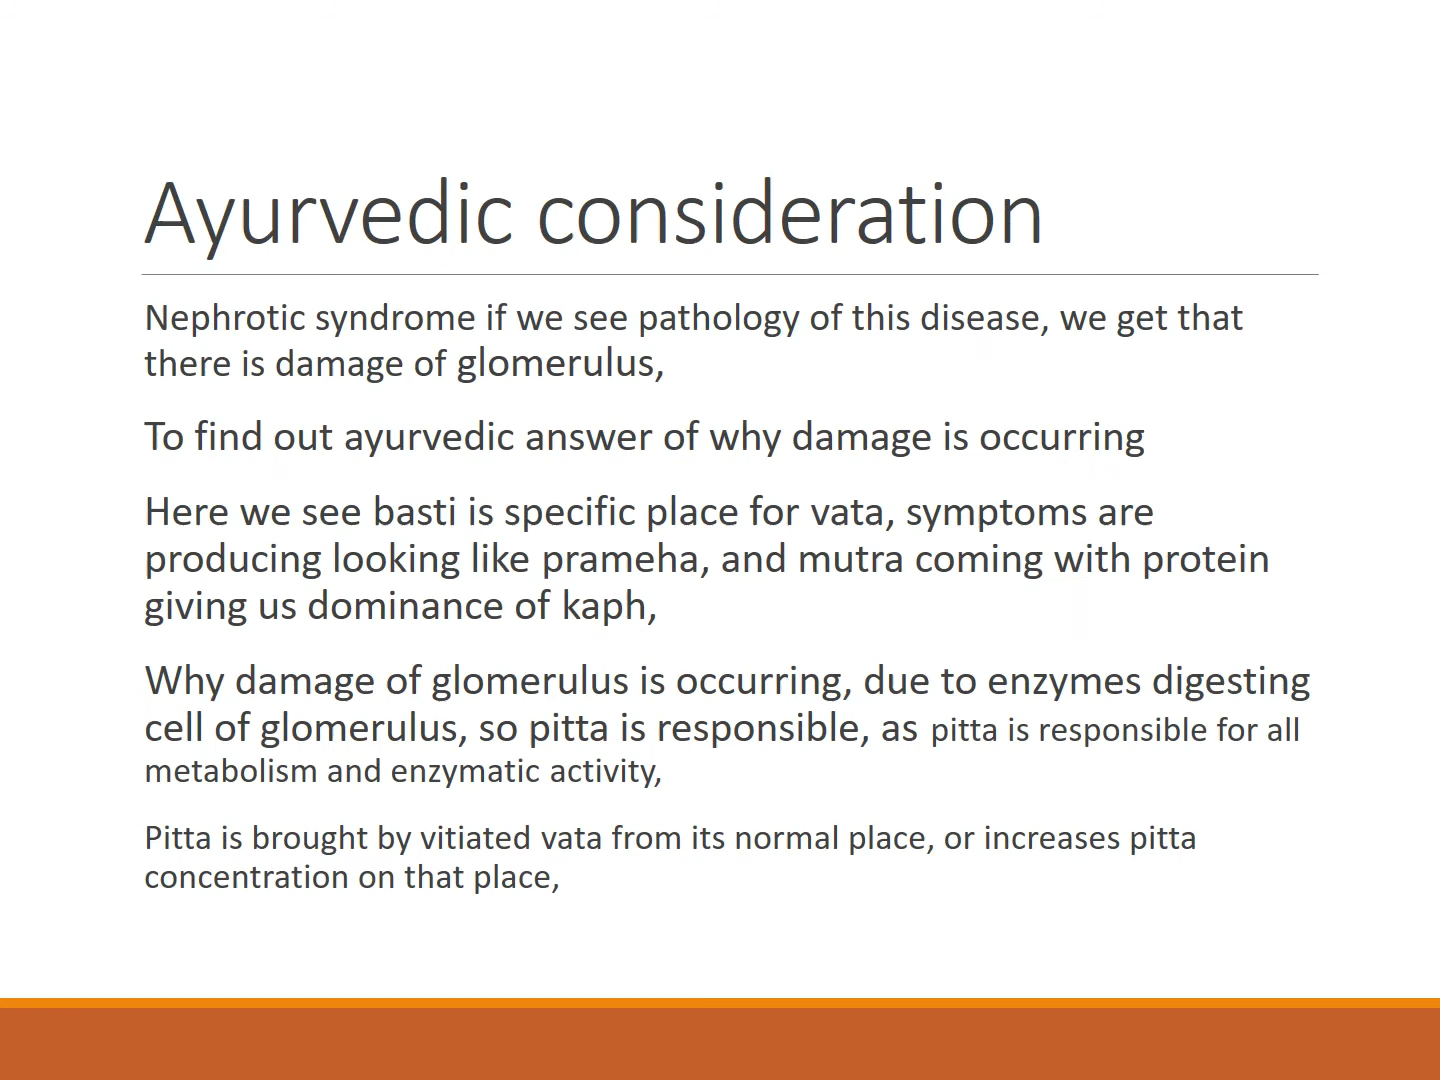 Ayurvedic consideration
Nephrotic syndrome if we see pathology of this disease, we get that
there is damage of glomerulus,
To find out ayurvedic answer of why damage is occurring
Here we see basti is specific place for vata, symptoms are
producing looking like prameha, and mutra coming with protein
giving us dominance of kaph,
Why damage of glomerulus is occurring, due to enzymes digesting
cell of glomerulus, so pitta is responsible, as pitta is responsible for all
metabolism and enzymatic activity,
Pitta is brought by vitiated vata from its normal place, or increases pitta
concentration on that place,